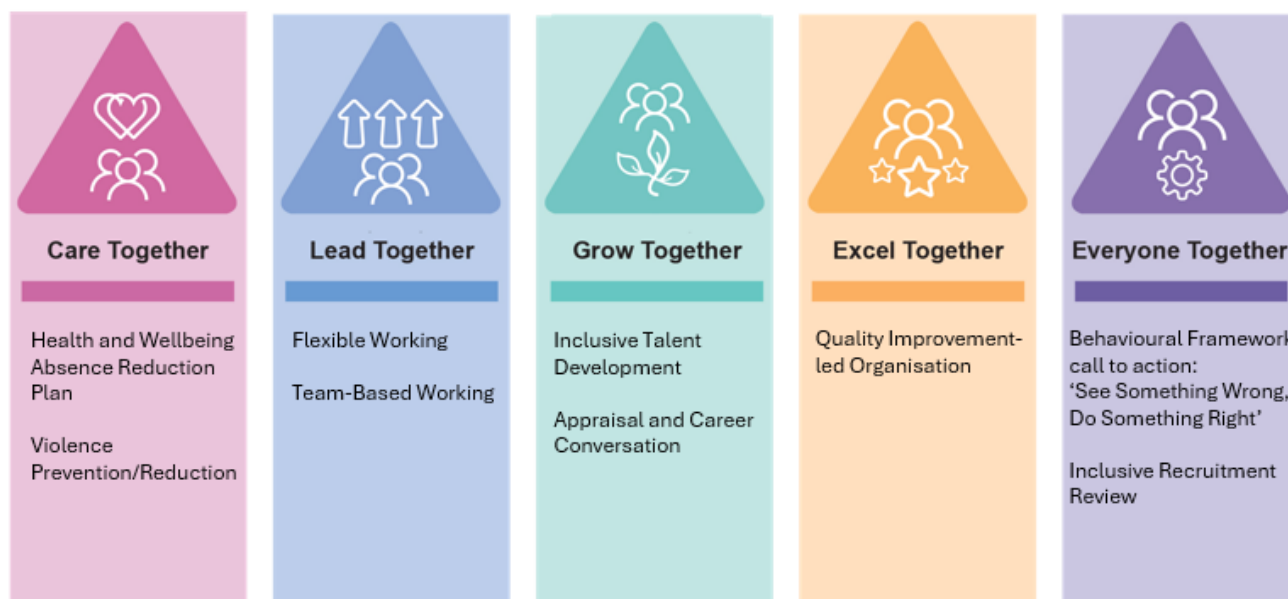 Care Together
Health and Wellbeing
Absence Reduction
Plan
Violence
Prevention/Reduction
Lead Together
Flexible Working
Team-Based Working
Grow Together
Inclusive Talent
Development
Appraisal and Career
Conversation
Excel Together
Quality Improvement-
led Organisation
Everyone Together
Behavioural Framework
call to action:
‘See Something Wrong,
Do Something Right’
Inclusive Recruitment
Review